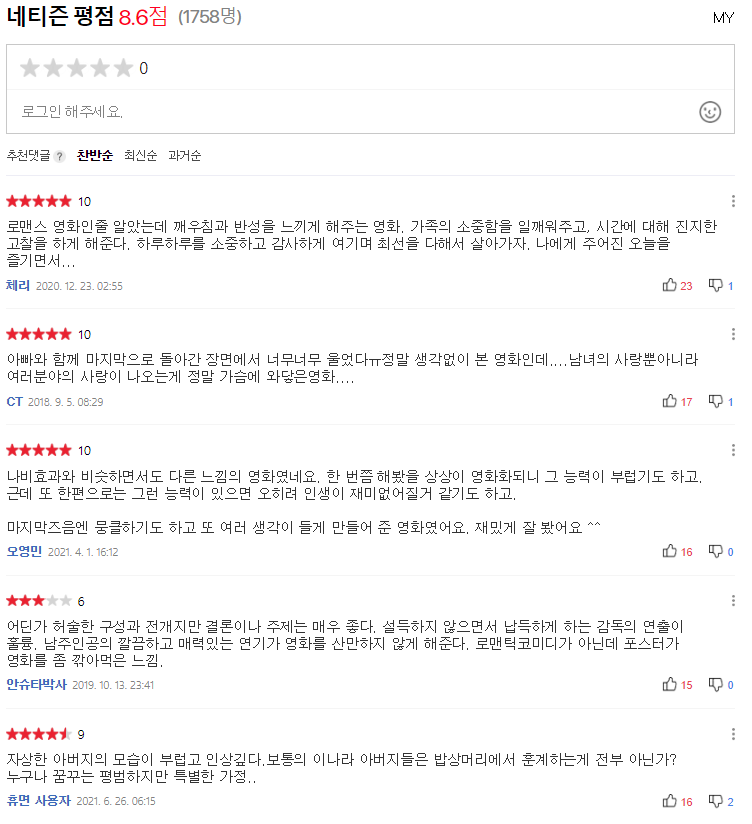 네티즌 평점 8.6점 (1758명)
MY
0
로그인 해주세요.
추천댓글 ? 찬반순 최신순 과거순
10
로맨스 영화인줄 알았는데 깨우침과 반성을 느끼게 해주는 영화. 가족의 소중함을 일깨워주고, 시간에 대해 진지한
고찰을 하게 해준다. 하루하루를 소중하고 감사하게 여기며 최선을 다해서 살아가자. 나에게 주어진 오늘을
즐기면서...
체리 2020. 12. 23. 02:55
23 1
10
아빠와 함께 마지막으로 돌아간 장면에서 너무너무 울었다ㅠ정말 생각없이 본 영화인데....남녀의 사랑뿐아니라
여러분야의 사랑이 나오는게 정말 가슴에 와닿은영화....
CT 2018. 9. 5. 08:29
17 1
10
나비효과와 비슷하면서도 다른 느낌의 영화였네요. 한 번쯤 해봤을 상상이 영화화되니 그 능력이 부럽기도 하고.
근데 또 한편으로는 그런 능력이 있으면 오히려 인생이 재미없어질거 같기도 하고.
마지막즈음엔 뭉클하기도 하고 또 여러 생각이 들게 만들어 준 영화였어요. 재밌게 잘 봤어요 ^^
오영민 2021. 4. 1. 16:12
16 0
6
어딘가 허술한 구성과 전개지만 결론이나 주제는 매우 좋다. 설득하지 않으면서 납득하게 하는 감독의 연출이
훌륭. 남주인공의 깔끔하고 매력있는 연기가 영화를 산만하지 않게 해준다. 로맨틱코미디가 아닌데 포스터가
영화를 좀 깎아먹은 느낌.
안슈타박사 2019. 10. 13. 23:41
15 0
9
자상한 아버지의 모습이 부럽고 인상깊다.보통의 이나라 아버지들은 밥상머리에서 훈계하는게 전부 아닌가?
누구나 꿈꾸는 평범하지만 특별한 가정..
휴면 사용자 2021. 6. 26. 06:15
16 2